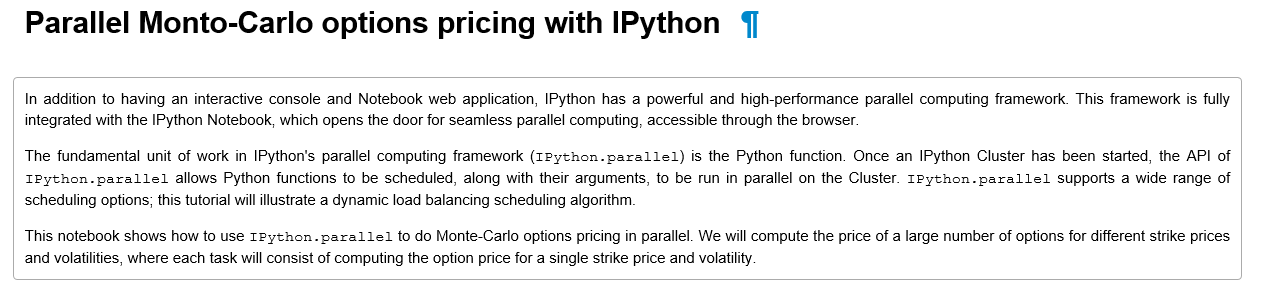 Parallel Monto-Carlo options pricing with IPython ¶
In addition to having an interactive console and Notebook web application, IPython has a powerful and high-performance parallel computing framework. This framework is fully
integrated with the IPython Notebook, which opens the door for seamless parallel computing, accessible through the browser.
The fundamental unit of work in IPython's parallel computing framework (IPython.parallel) is the Python function. Once an IPython Cluster has been started, the API of
IPython.parallel allows Python functions to be scheduled, along with their arguments, to be run in parallel on the Cluster. IPython.parallel supports a wide range of
scheduling options; this tutorial will illustrate a dynamic load balancing scheduling algorithm.
This notebook shows how to use IPython.parallel to do Monte-Carlo options pricing in parallel. We will compute the price of a large number of options for different strike prices
and volatilities, where each task will consist of computing the option price for a single strike price and volatility.